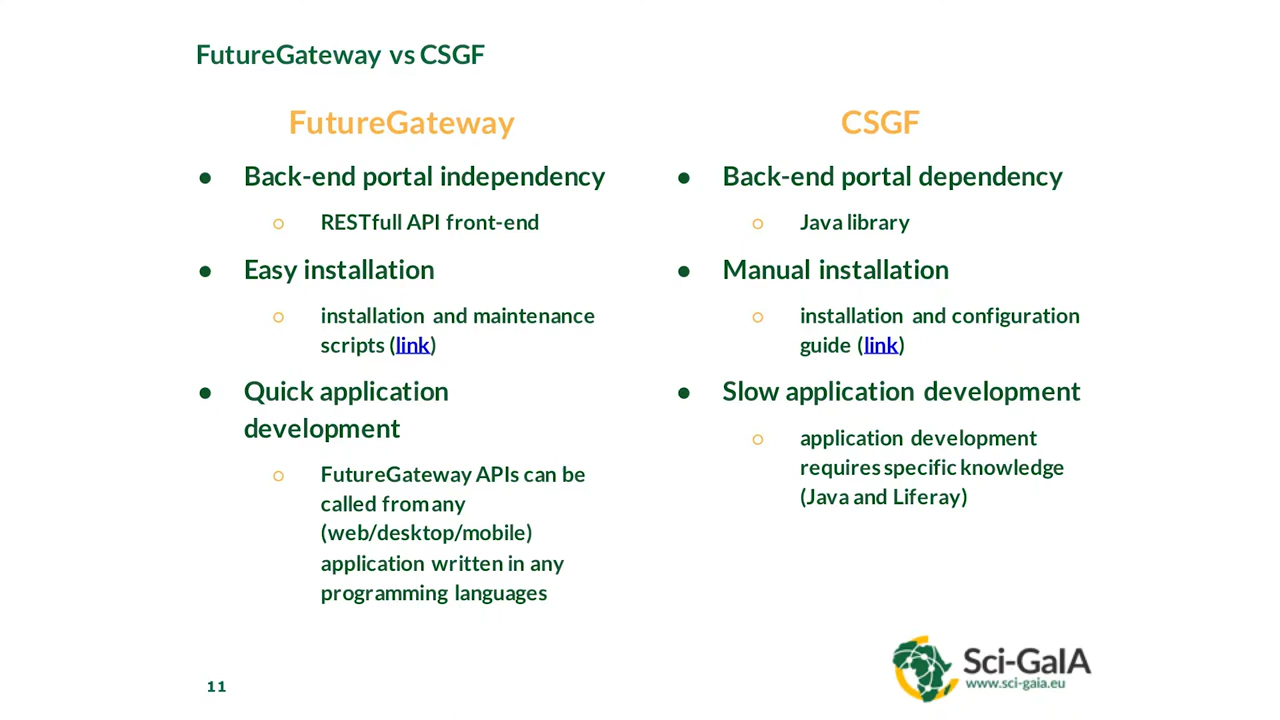 FutureGateway vs CSGF
FutureGateway
● Back-end portal independency
○ RESTfull API front-end
● Easy installation
○ installation and maintenance
scripts (link)
● Quick application
development
○ FutureGateway APIs can be
called from any
(web/desktop/mobile)
application written in any
programming languages
CSGF
● Back-end portal dependency
○ Java library
● Manual installation
○ installation and configuration
guide (link)
● Slow application development
○ application development
requires specific knowledge
(Java and Liferay)
11
Sci-GaIA
www.sci-gaia.eu